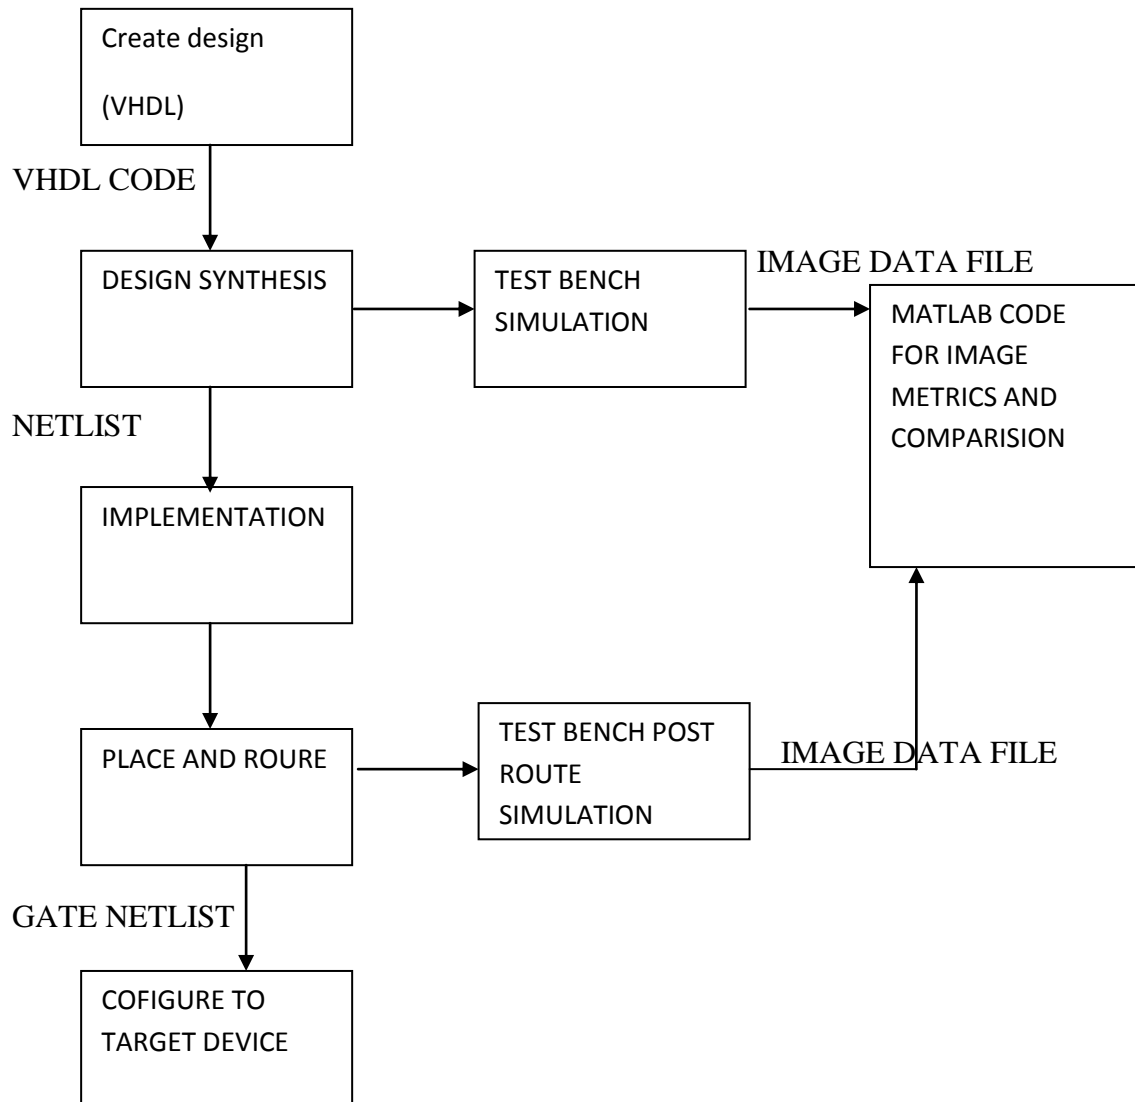 Create design
(VHDL)
VHDL CODE
DESIGN SYNTHESIS
TEST BENCH
SIMULATION
IMAGE DATA FILE
MATLAB CODE
FOR IMAGE
METRICS AND
COMPARISION
NETLIST
IMPLEMENTATION
PLACE AND ROURE
TEST BENCH POST
ROUTE
SIMULATION
IMAGE DATA FILE
GATE NETLIST
COFIGURE TO
TARGET DEVICE